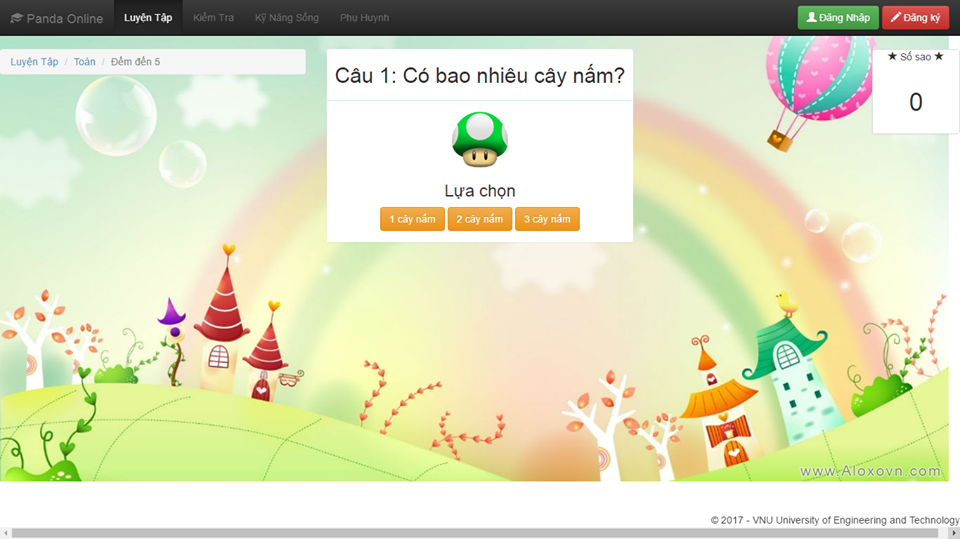 Panda Online Luyện Tập Kiểm Tra Kỹ Năng Sống Phụ Huynh Đăng Nhập Đăng ký
Luyện Tập / Toán / Đếm đến 5
Câu 1: Có bao nhiêu cây nấm?
★ Số sao ★
0
Lựa chọn
1 cây nấm 2 cây nấm 3 cây nấm
www.Aloxovn.com
© 2017 - VNU University of Engineering and Technology